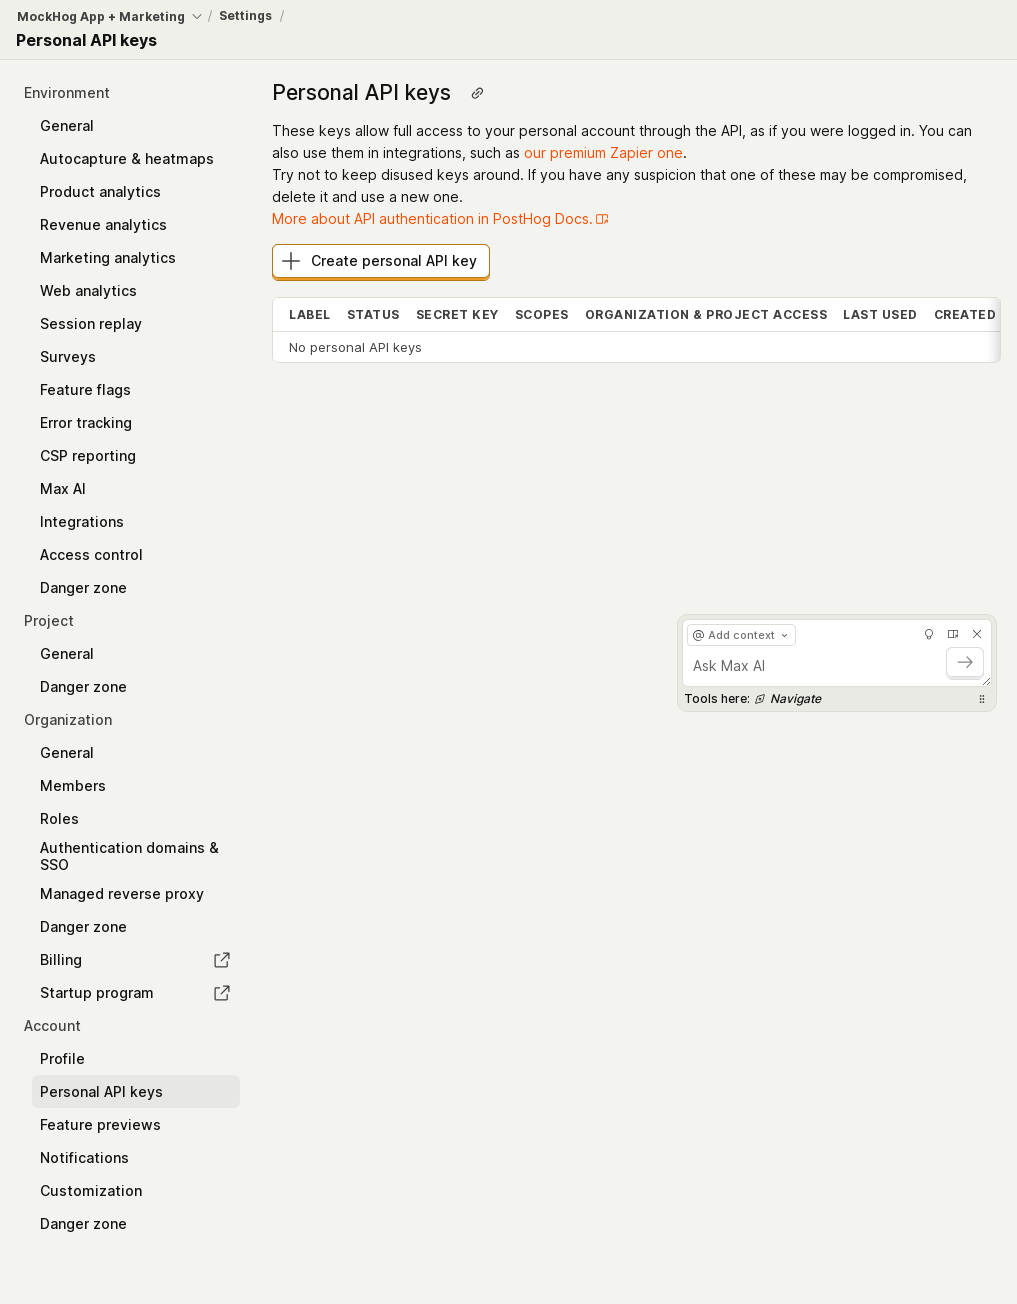 MockHog App + Marketing / Settings /
Personal API keys
Environment
General
Autocapture & heatmaps
Product analytics
Revenue analytics
Marketing analytics
Web analytics
Session replay
Surveys
Feature flags
Error tracking
CSP reporting
Max AI
Integrations
Access control
Danger zone
Project
General
Danger zone
Organization
General
Members
Roles
Authentication domains &
SSO
Managed reverse proxy
Danger zone
Billing
Startup program
Account
Profile
Personal API keys
Feature previews
Notifications
Customization
Danger zone
Personal API keys
These keys allow full access to your personal account through the API, as if you were logged in. You can
also use them in integrations, such as our premium Zapier one.
Try not to keep disused keys around. If you have any suspicion that one of these may be compromised,
delete it and use a new one.
More about API authentication in PostHog Docs.
Create personal API key
LABEL STATUS SECRET KEY SCOPES ORGANIZATION & PROJECT ACCESS LAST USED CREATED
No personal API keys
@ Add context
Ask Max AI
Tools here: Navigate